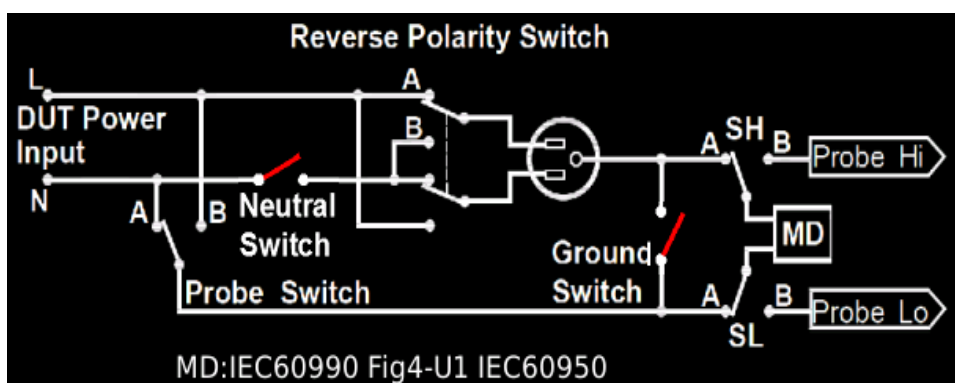 Reverse Polarity Switch
L
A
DUT Power
Input
B
A SH B
Probe Hi
N
A B Neutral
Switch
MD
Ground
Switch
Probe Switch
A B
Probe Lo
SL
MD:IEC60990 Fig4-U1 IEC60950